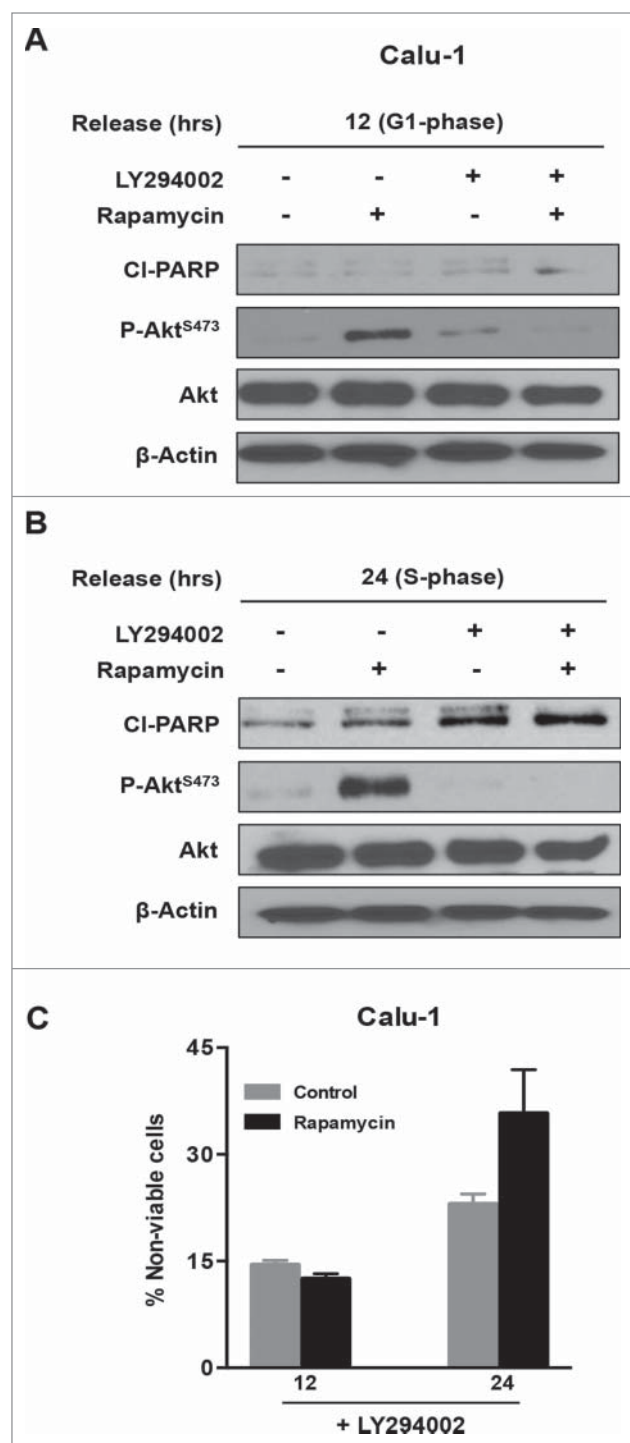 A
Calu-1
Release (hrs) 12 (G1-phase)
LY294002 - - + +
Rapamycin - + - +
Cl-PARP
P-Akt^S473
Akt
β-Actin
B
Release (hrs) 24 (S-phase)
LY294002 - - + +
Rapamycin - + - +
Cl-PARP
P-Akt^S473
Akt
β-Actin
C
Calu-1
45
Control
Rapamycin
30
% Non-viable cells
15
0
12 24
+ LY294002